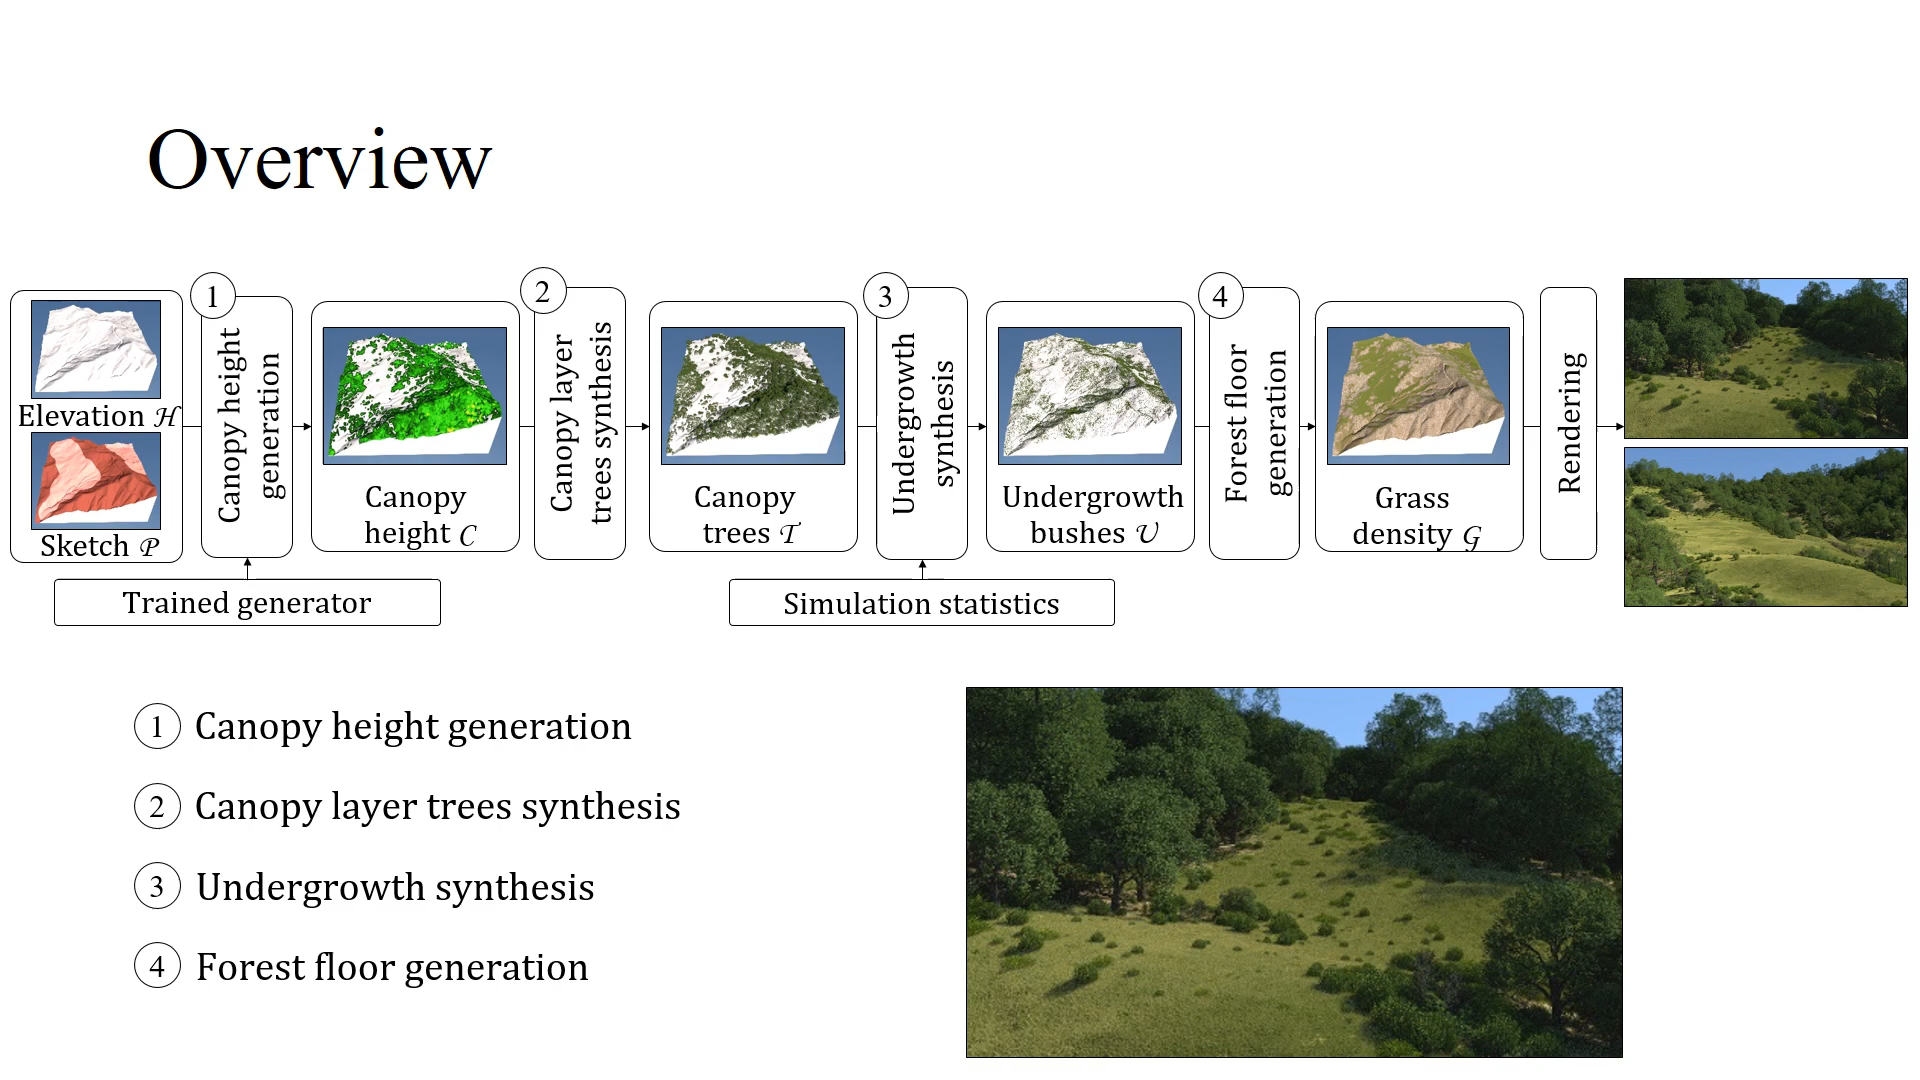 Overview
1
2
3
4
Elevation ℋ
Sketch 𝒫
Canopy height
generation
Canopy
height 𝒞
Canopy layer
trees synthesis
Canopy
trees 𝒯
Undergrowth
synthesis
Undergrowth
bushes 𝒰
Forest floor
generation
Grass
density 𝒢
Rendering
Trained generator
Simulation statistics
1 Canopy height generation
2 Canopy layer trees synthesis
3 Undergrowth synthesis
4 Forest floor generation